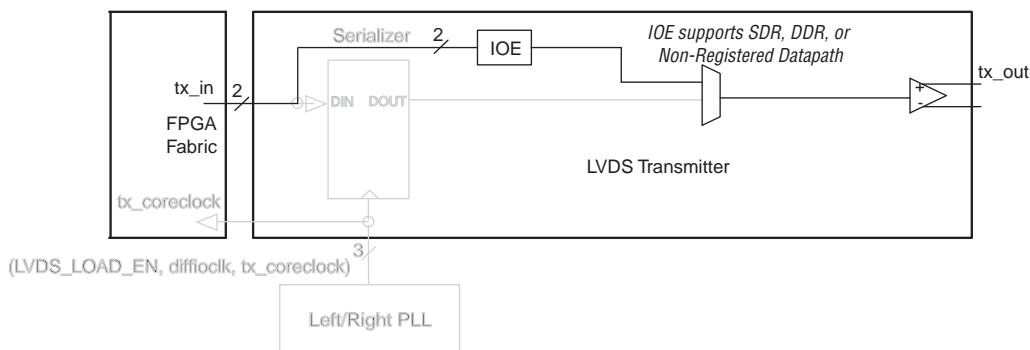 Serializer
2
IOE
IOE supports SDR, DDR, or
Non-Registered Datapath
tx_in
2
DIN
DOUT
+
-
tx_out
FPGA
Fabric
LVDS Transmitter
tx_coreclock
3
(LVDS_LOAD_EN, diffioclk, tx_coreclock)
Left/Right PLL